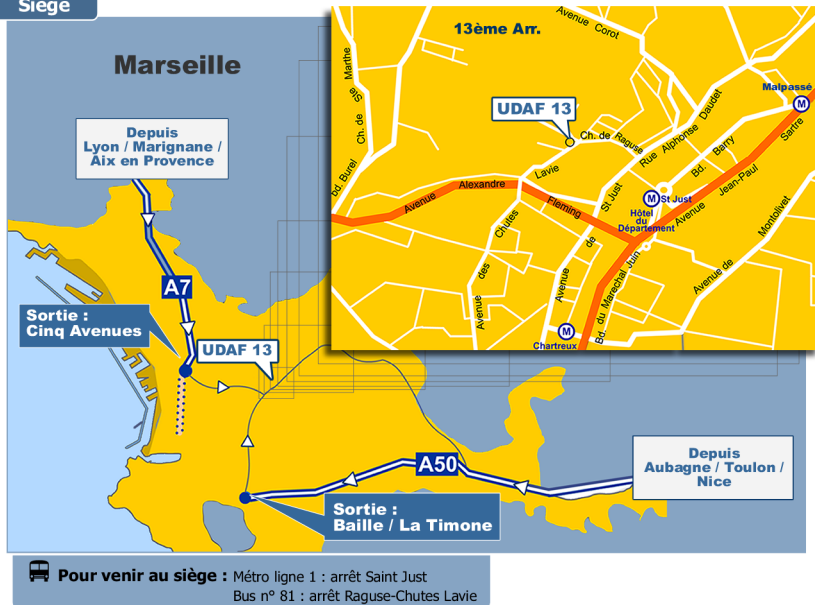 Siège
Marseille
Depuis
Lyon / Marignane /
Aix en Provence
A7
Sortie :
Cinq Avenues
UDAF 13
A50
Depuis
Aubagne / Toulon /
Nice
Sortie :
Baille / La Timone
13ème Arr.
Avenue Corot
Ch. de Ste Marthe
bd. Burel
UDAF 13
Ch. de Raguse
Lavie
Rue Alphonse Daudet
Bd. Barry
Malpassé
M
Avenue Jean-Paul Sartre
Avenue Alexandre Fleming
Avenue des Chutes
Avenue de St Just
M
St Just
Hôtel
du
Département
Bd. du Marechal Juin
Avenue de Montolivet
M
Chartreux
Pour venir au siège : Métro ligne 1 : arrêt Saint Just
Bus n° 81 : arrêt Raguse-Chutes Lavie